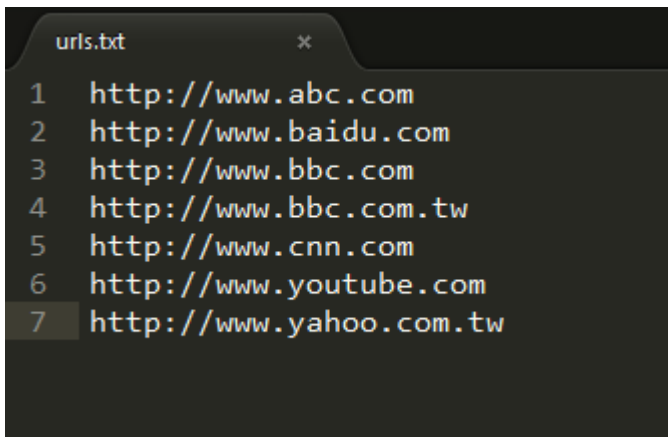 urls.txt ×
1 http://www.abc.com
2 http://www.baidu.com
3 http://www.bbc.com
4 http://www.bbc.com.tw
5 http://www.cnn.com
6 http://www.youtube.com
7 http://www.yahoo.com.tw